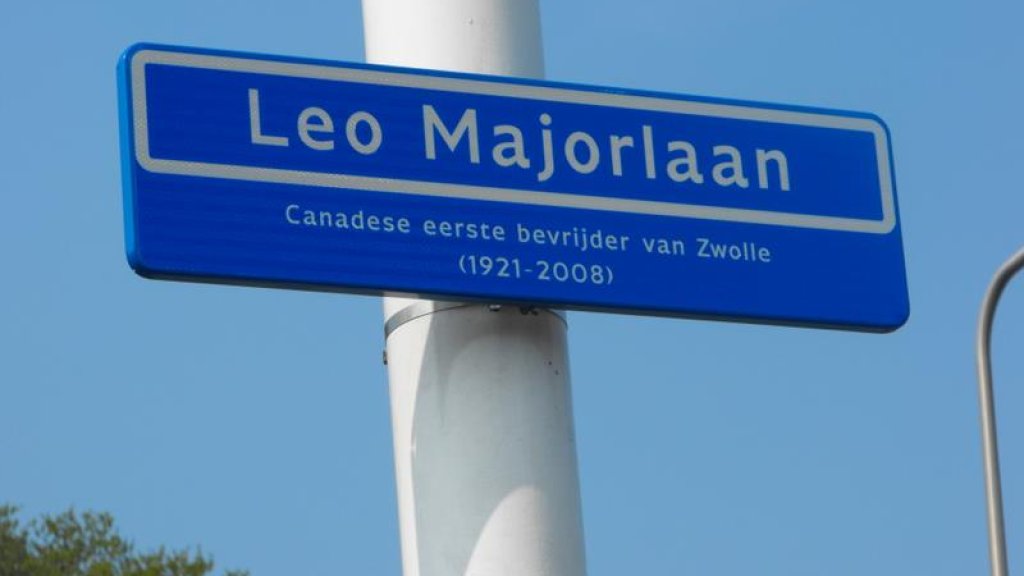 Leo Majorlaan
Canadese eerste bevrijder van Zwolle
(1921-2008)